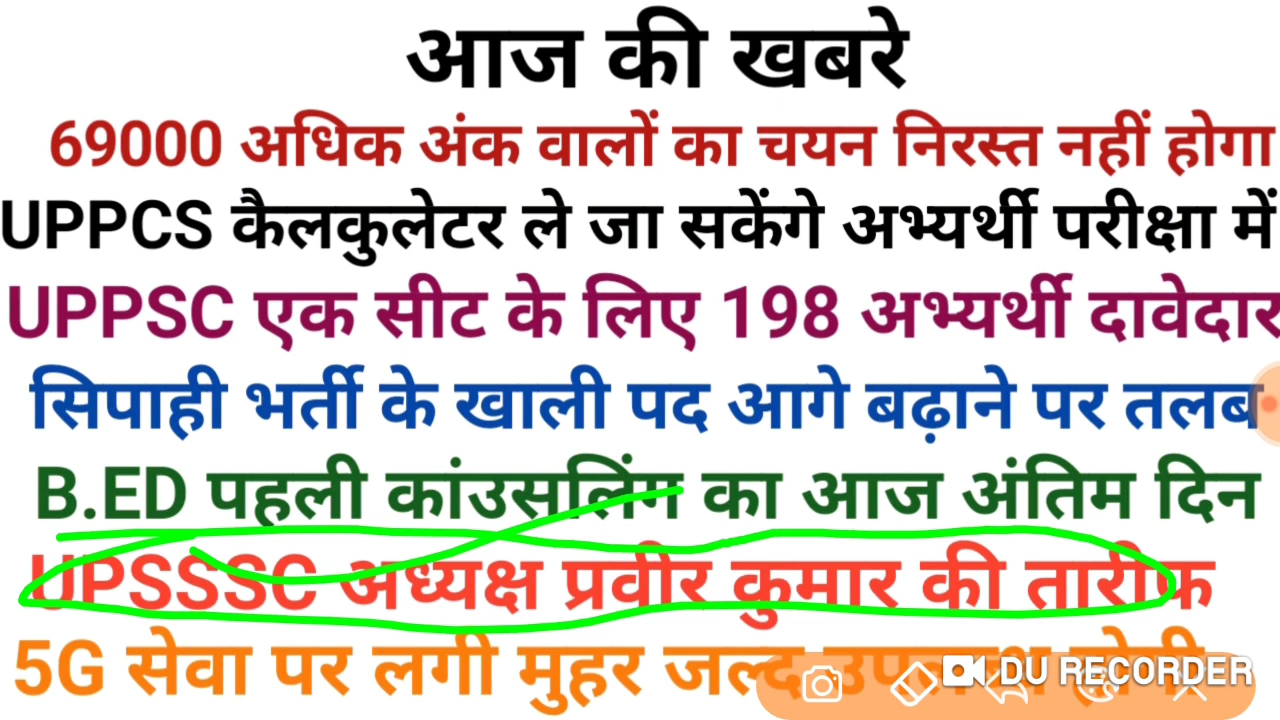 आज की खबरे
69000 अधिक अंक वालों का चयन निरस्त नहीं होगा
UPPCS कैलकुलेटर ले जा सकेंगे अभ्यर्थी परीक्षा में
UPPSC एक सीट के लिए 198 अभ्यर्थी दावेदार
सिपाही भर्ती के खाली पद आगे बढ़ाने पर तलब
B.ED पहली कांउसलिंग का आज अंतिम दिन
UPSSSC अध्यक्ष प्रवीर कुमार की तारीफ
5G सेवा पर लगी मुहर जल्द
DU RECORDER